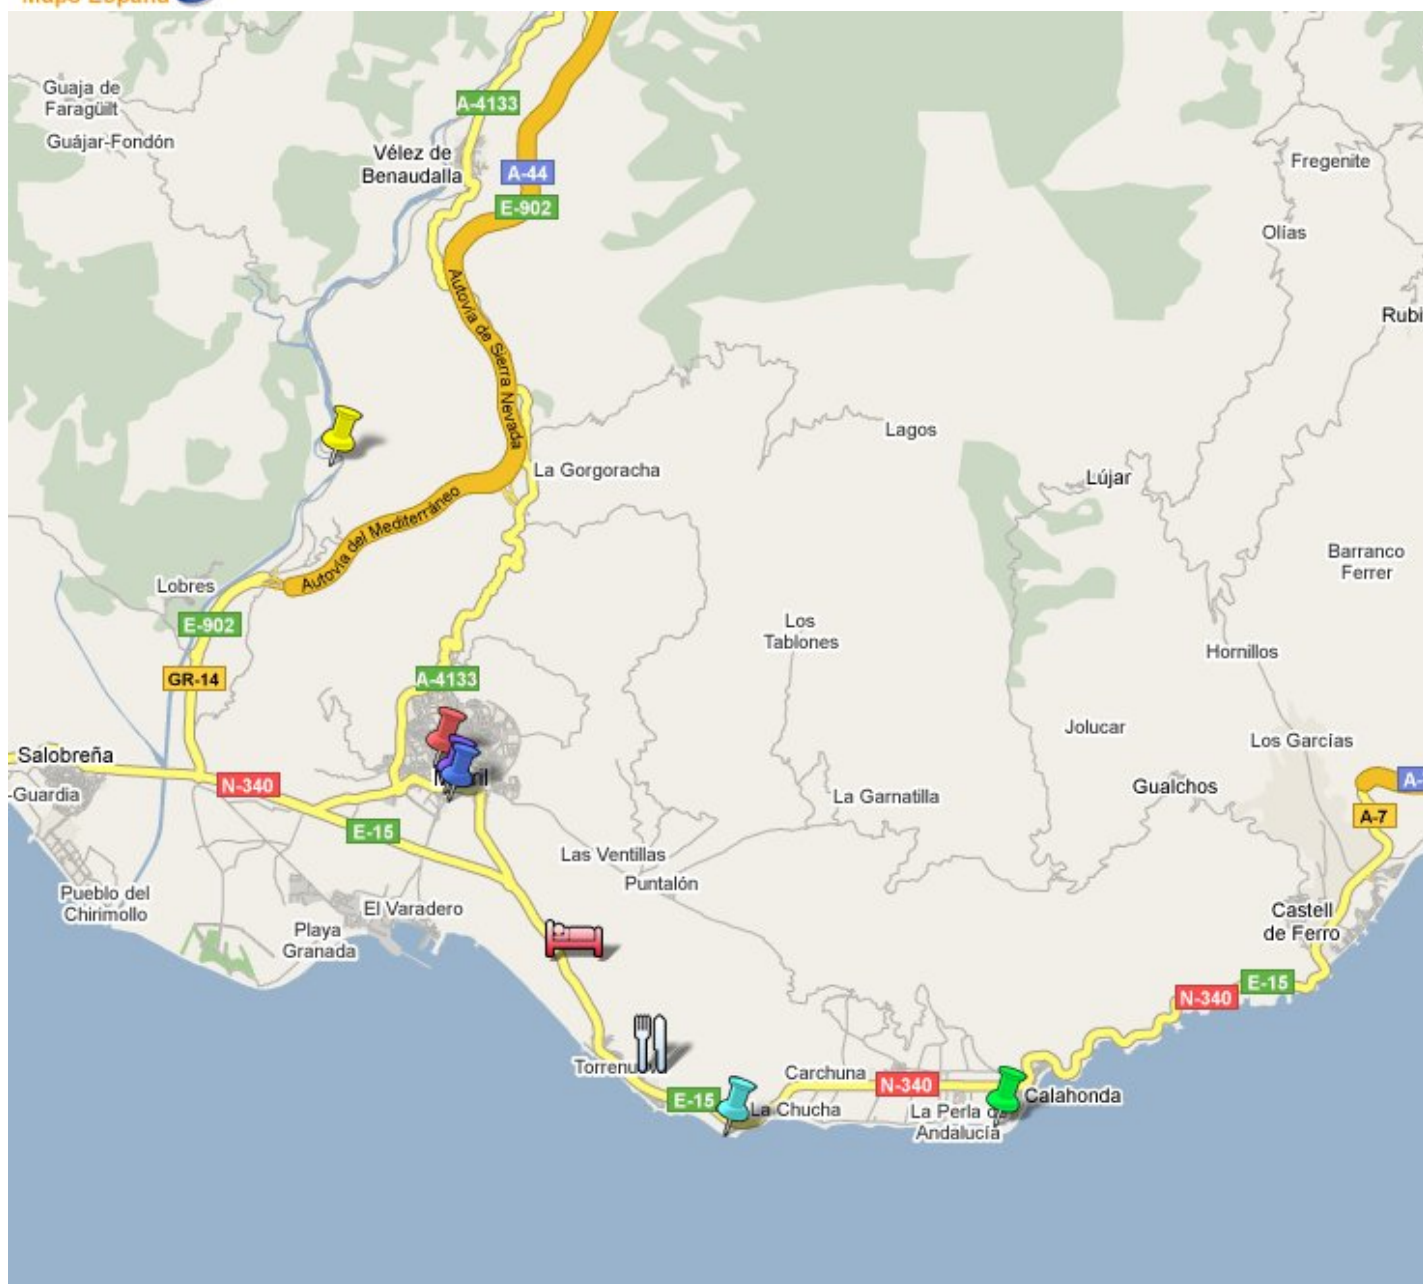 Maps España
Guaja de
Faragüilt
Guájar-Fondón
A-4133
Vélez de
Benaudalla
A-44
E-902
Fregenite
Olías
Rubi
Autovía de Sierra Nevada
Lagos
La Gorgoracha
Lújar
Autovía del Mediterráneo
Barranco
Ferrer
Lobres
E-902
Los
Tablones
Hornillos
GR-14
A-4133
Jolucar
Los Garcías
Salobreña
N-340
-Guardia
La Garnatilla
Gualchos
A-
A-7
E-15
Las Ventillas
Puntalón
Pueblo del
Chirimollo
El Varadero
Playa
Granada
Castell
de Ferro
E-15
N-340
Carchuna
N-340
E-15
La Chucha
La Perla d
Andalucía
Calahonda